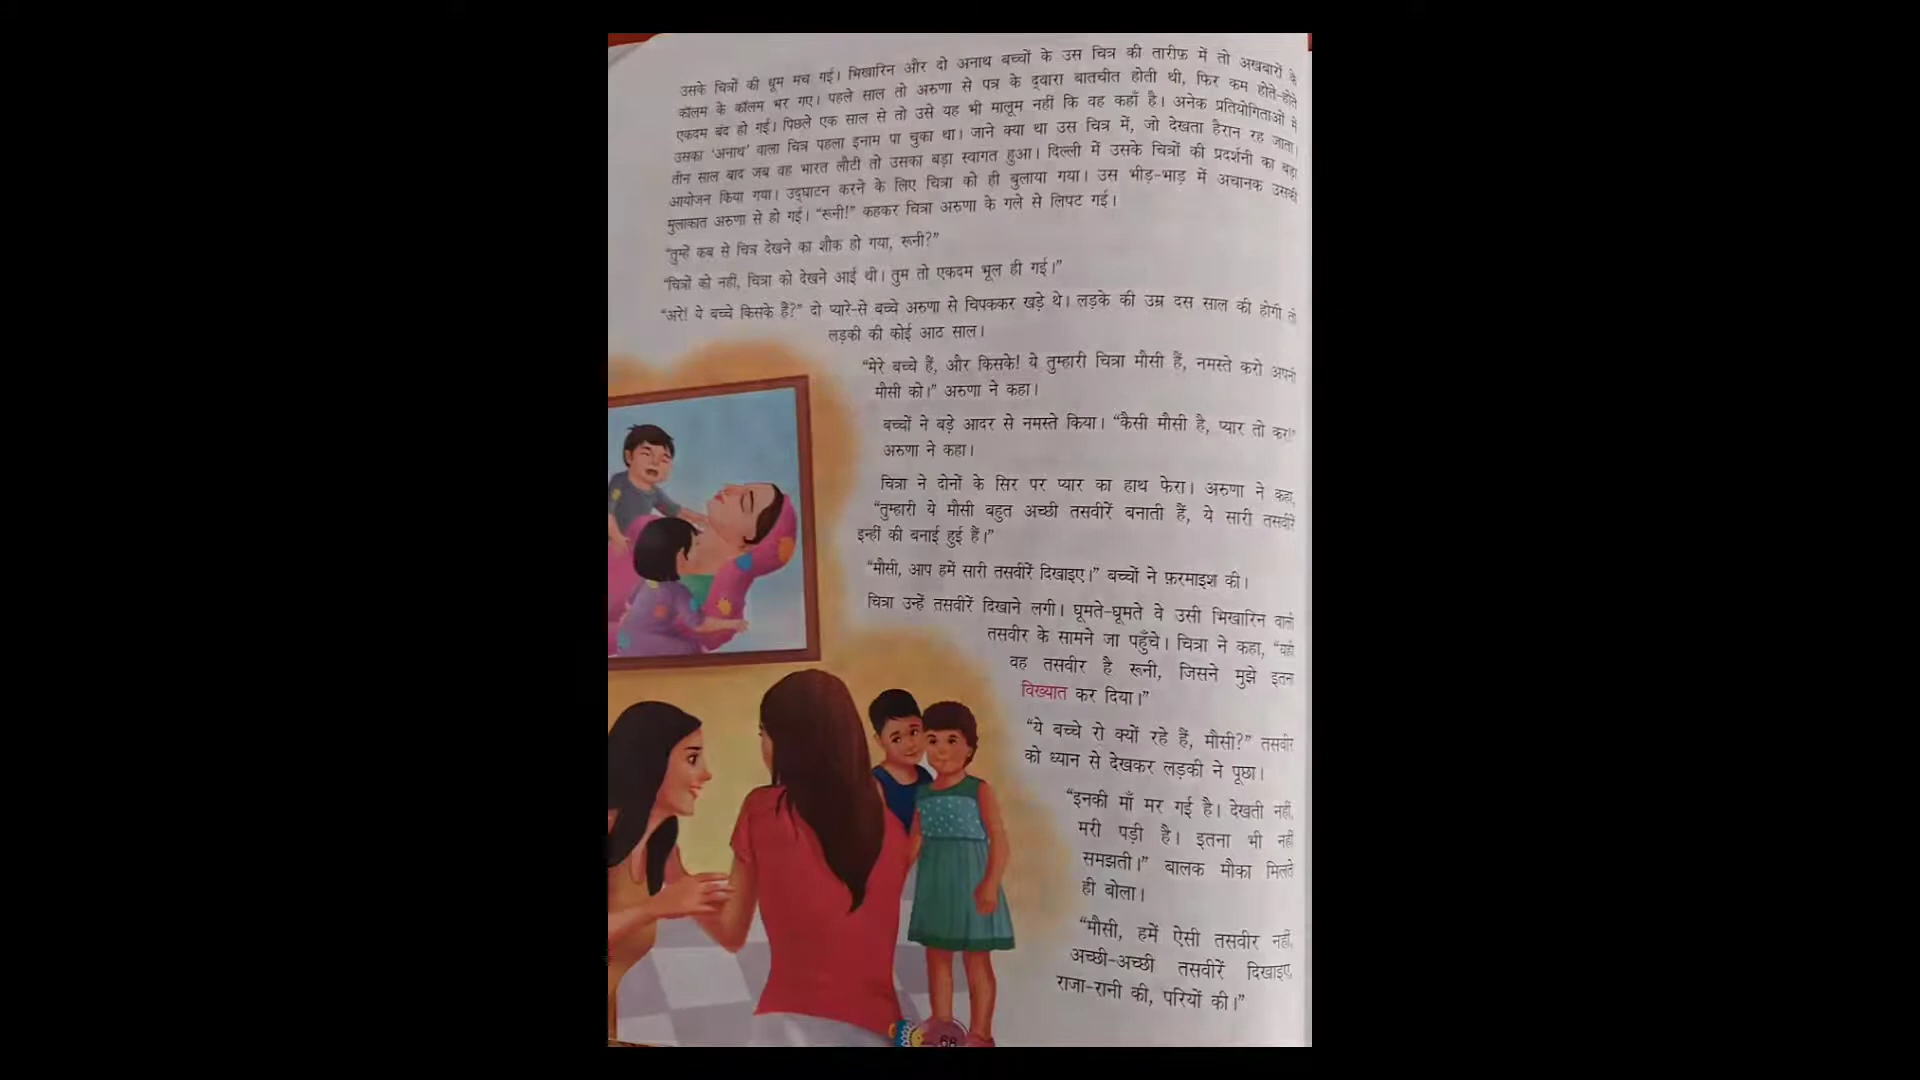 उसके चित्रों की धूम मच गई। भिखारिन और दो अनाथ बच्चों के उस चित्र की तारीफ़ में तो अखबारों के
कॉलम के कॉलम भर गए। पहले साल तो अरुणा से पत्र के द्वारा बातचीत होती थी, फिर कम होते-होते
एकदम बंद हो गई। पिछले एक साल से तो उसे यह भी मालूम नहीं कि वह कहाँ है। अनेक प्रतियोगिताओं में
उसका ‘अनाथ’ वाला चित्र पहला इनाम पा चुका था। जाने क्या था उस चित्र में, जो देखता हैरान रह जाता।
तीन साल बाद जब वह भारत लौटी तो उसका बड़ा स्वागत हुआ। दिल्ली में उसके चित्रों की प्रदर्शनी का बड़ा
आयोजन किया गया। उद्घाटन करने के लिए चित्रा को ही बुलाया गया। उस भीड़-भाड़ में अचानक उसकी
मुलाकात अरुणा से हो गई। “रूनी!” कहकर चित्रा अरुणा के गले से लिपट गई।
“तुम्हें कब से चित्र देखने का शौक हो गया, रूनी?”
“चित्रों को नहीं, चित्रा को देखने आई थी। तुम तो एकदम भूल ही गई।”
“अरे! ये बच्चे किसके हैं?” दो प्यारे-से बच्चे अरुणा से चिपककर खड़े थे। लड़के की उम्र दस साल की होगी तो
लड़की की कोई आठ साल।
“मेरे बच्चे हैं, और किसके! ये तुम्हारी चित्रा मौसी हैं, नमस्ते करो अपनी
मौसी को।” अरुणा ने कहा।
बच्चों ने बड़े आदर से नमस्ते किया। “कैसी मौसी है, प्यार तो कर!”
अरुणा ने कहा।
चित्रा ने दोनों के सिर पर प्यार का हाथ फेरा। अरुणा ने कहा,
“तुम्हारी ये मौसी बहुत अच्छी तसवीरें बनाती हैं, ये सारी तसवीरें
इन्हीं की बनाई हुई हैं।”
“मौसी, आप हमें सारी तसवीरें दिखाइए।” बच्चों ने फ़रमाइश की।
चित्रा उन्हें तसवीरें दिखाने लगी। घूमते-घूमते वे उसी भिखारिन वाली
तसवीर के सामने जा पहुँचे। चित्रा ने कहा, “यही
वह तसवीर है रूनी, जिसने मुझे इतना
विख्यात कर दिया।”
“ये बच्चे रो क्यों रहे हैं, मौसी?” तसवीर
को ध्यान से देखकर लड़की ने पूछा।
“इनकी माँ मर गई है। देखती नहीं,
मरी पड़ी है। इतना भी नहीं
समझती।” बालक मौका मिलते
ही बोला।
“मौसी, हमें ऐसी तसवीर नहीं,
अच्छी-अच्छी तसवीरें दिखाइए,
राजा-रानी की, परियों की।”
68